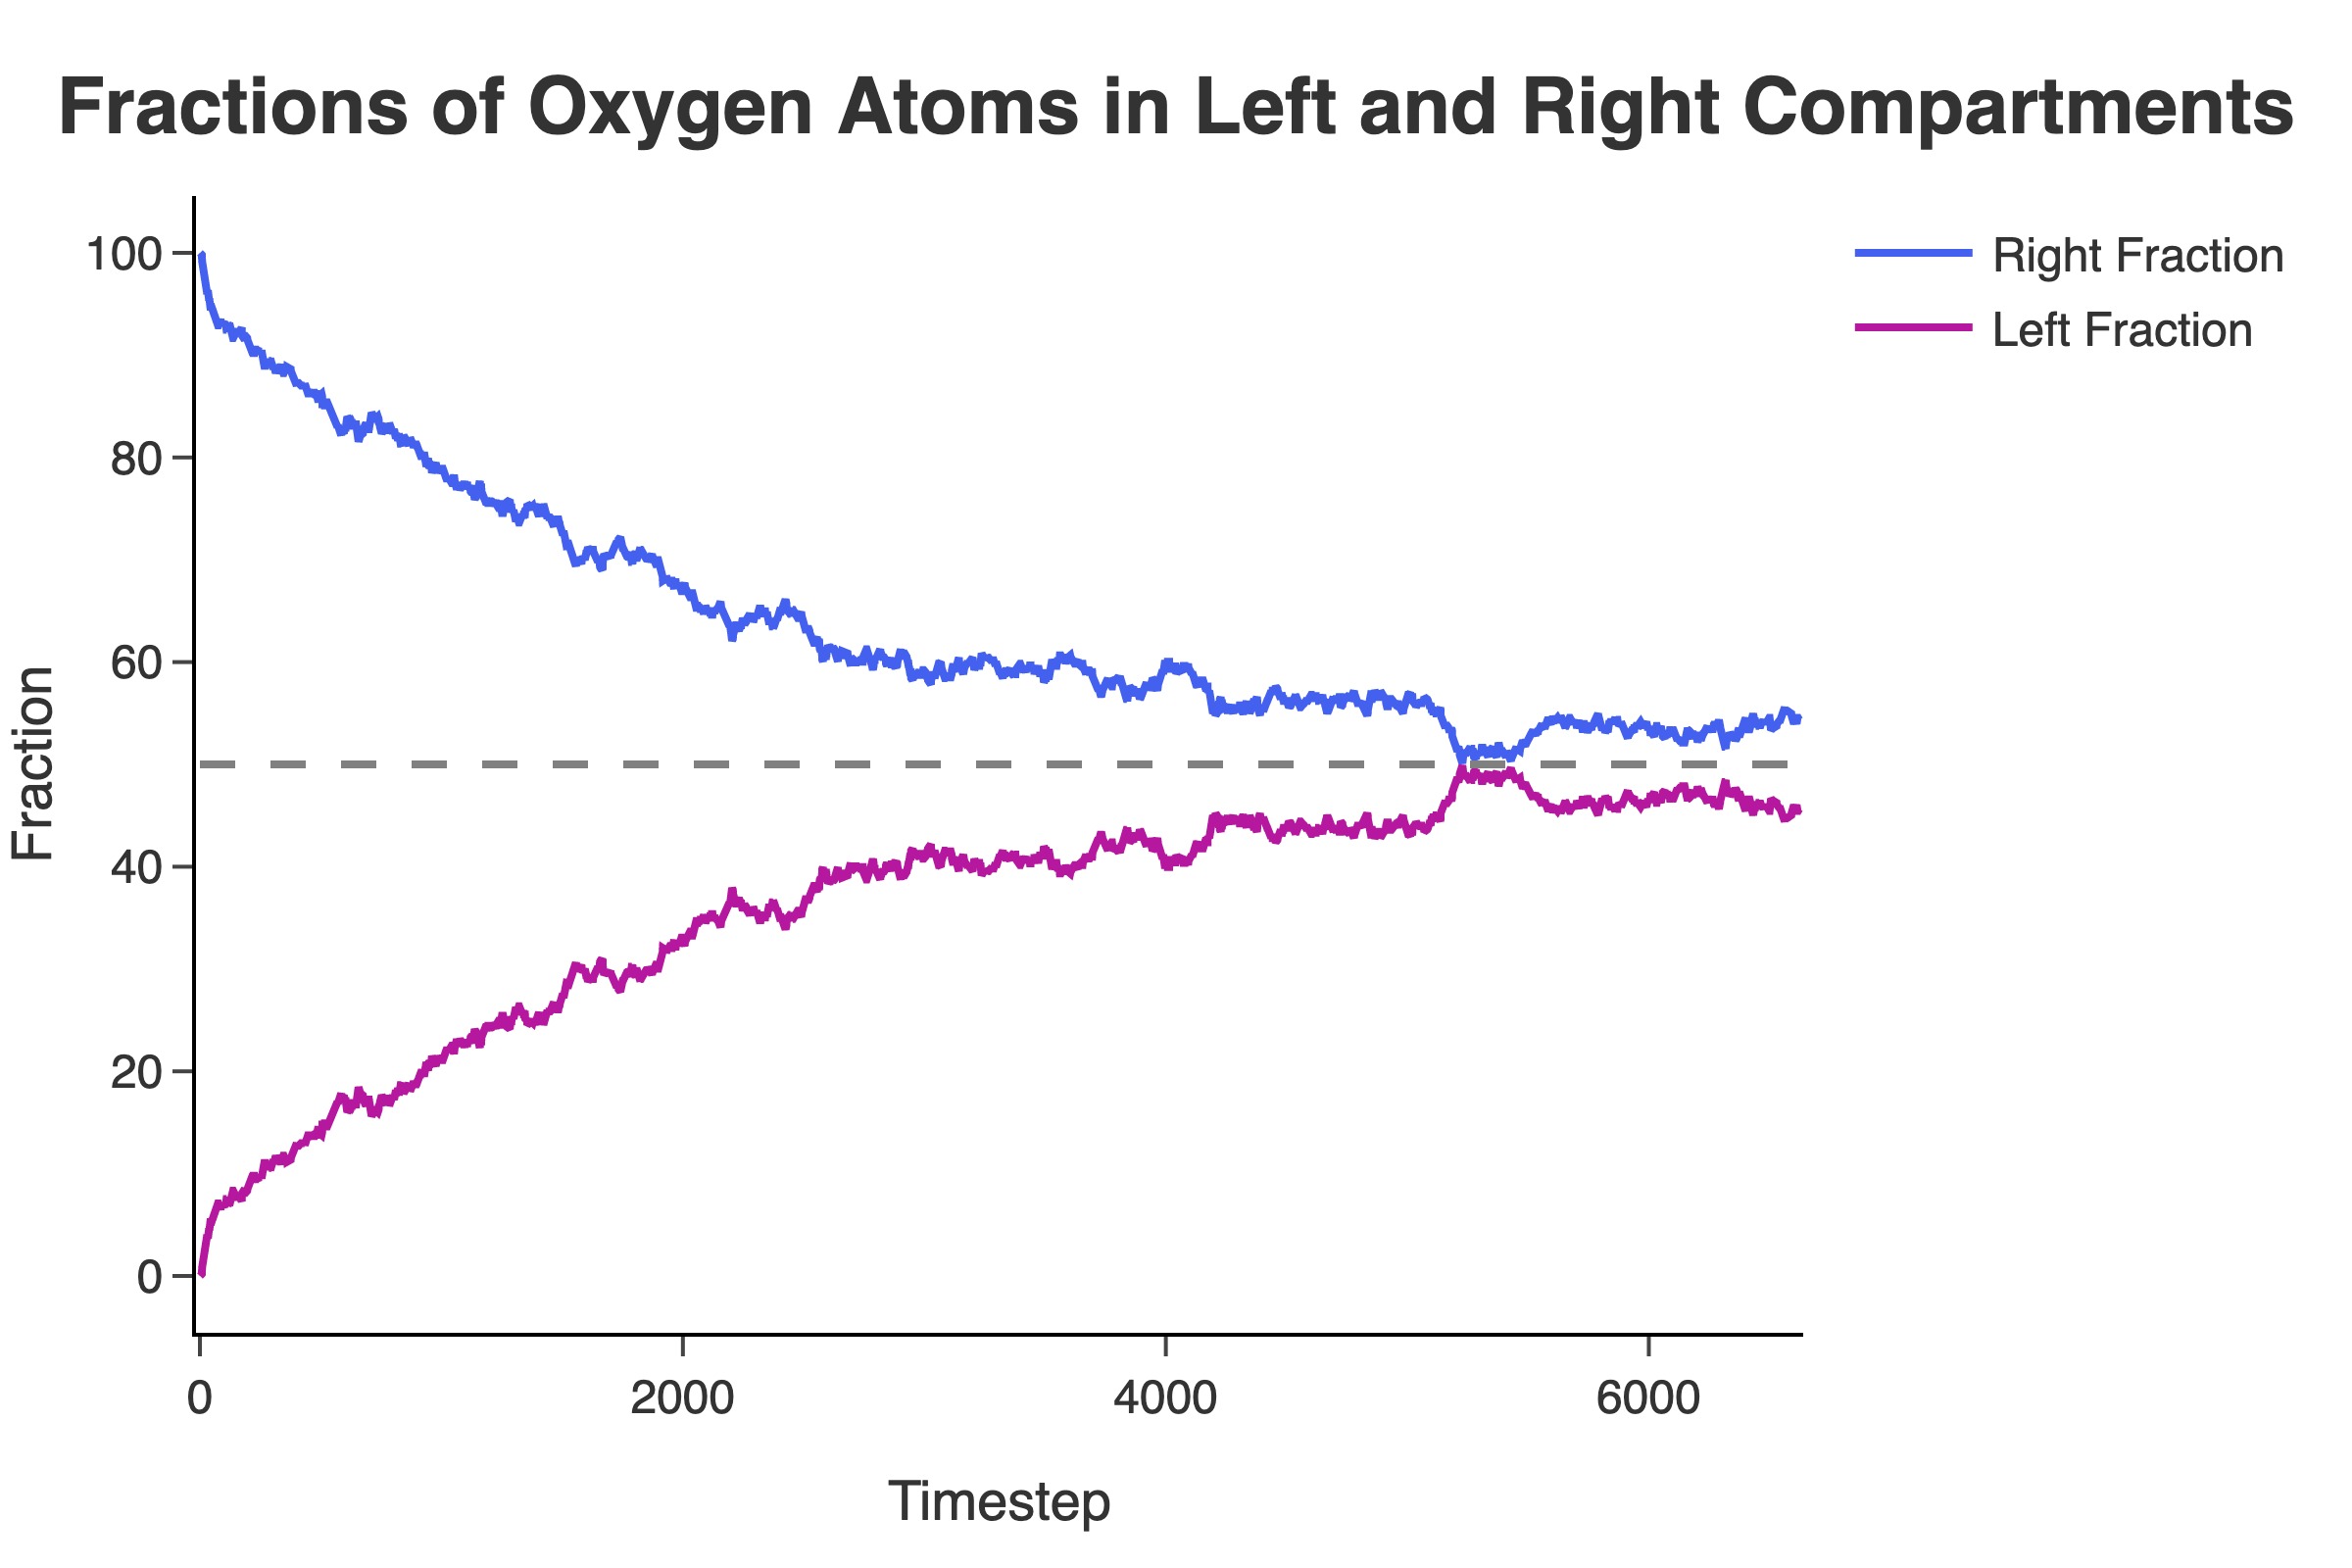 Fractions of Oxygen Atoms in Left and Right Compartments
Right Fraction
Left Fraction
100
80
60
40
20
0
Fraction
0
2000
4000
6000
Timestep